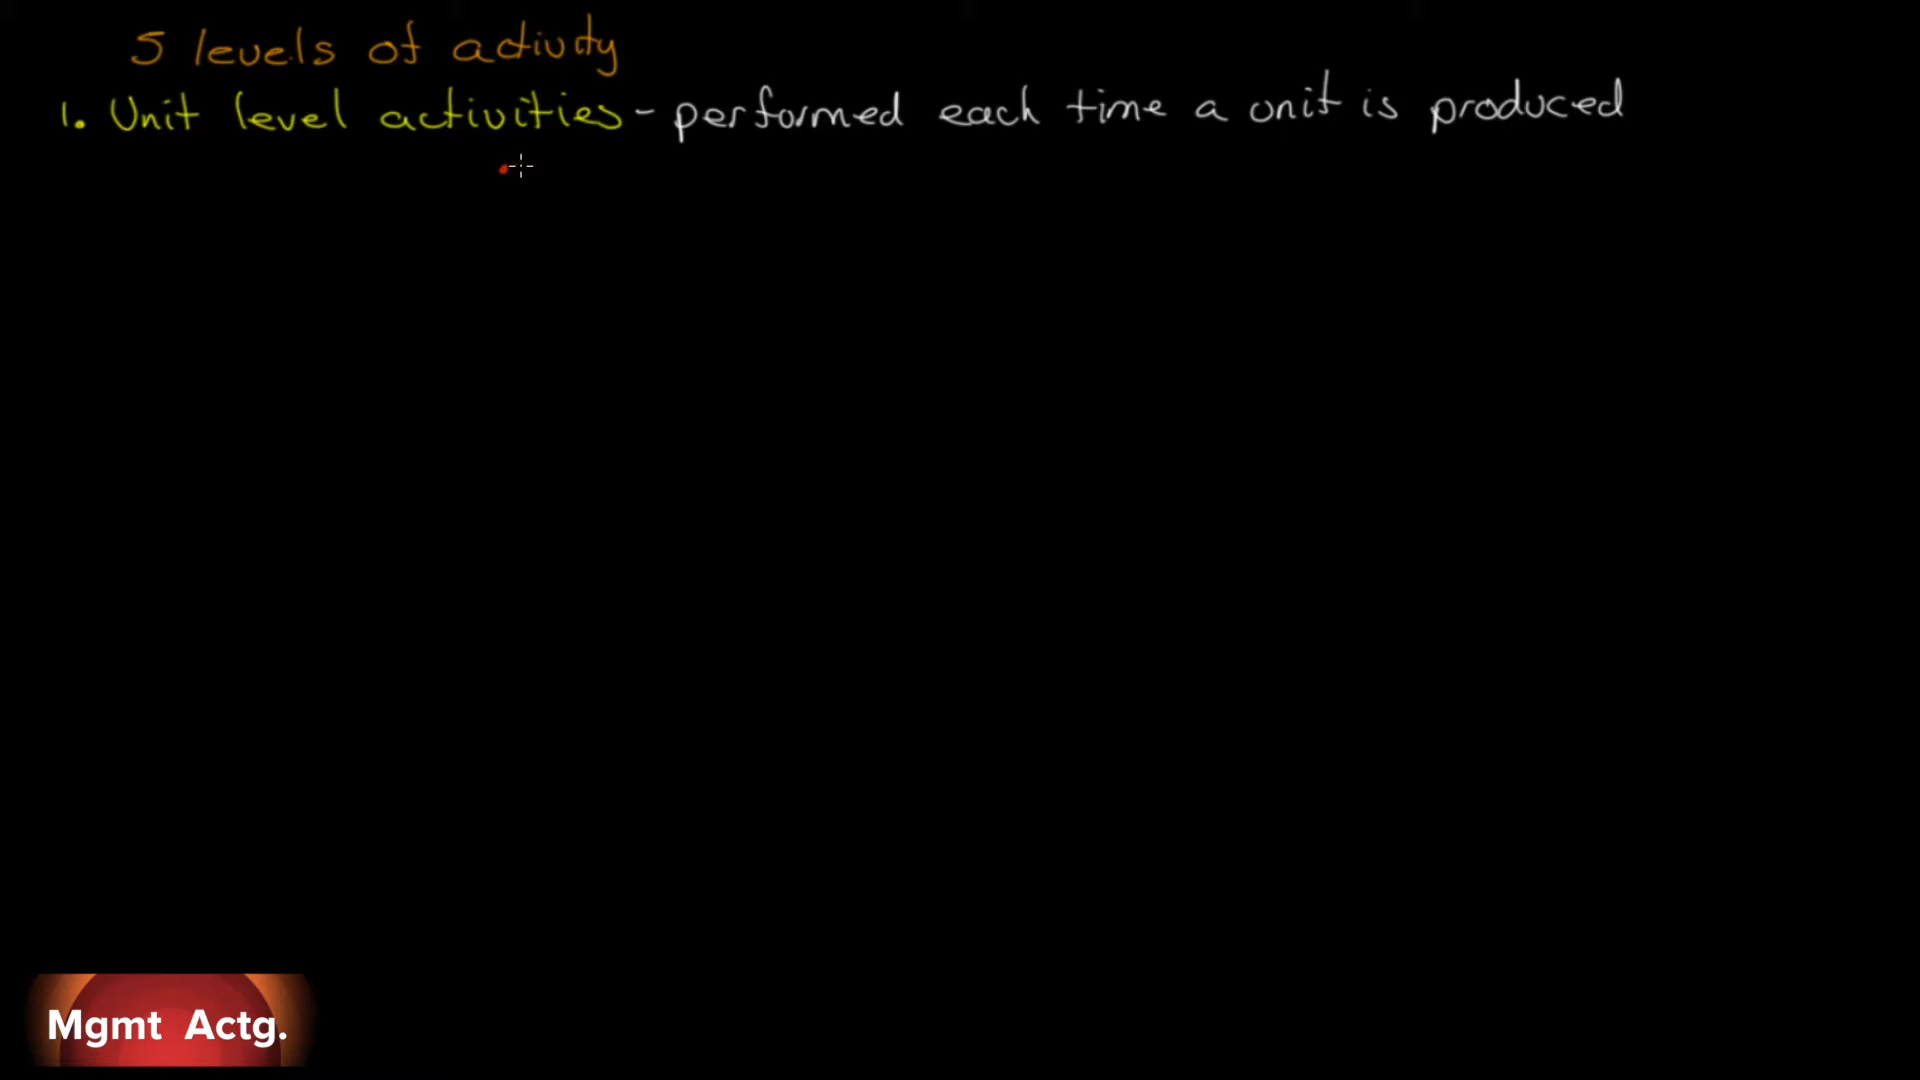 5 levels of activity
1. Unit level activities - performed each time a unit is produced
Mgmt Actg.